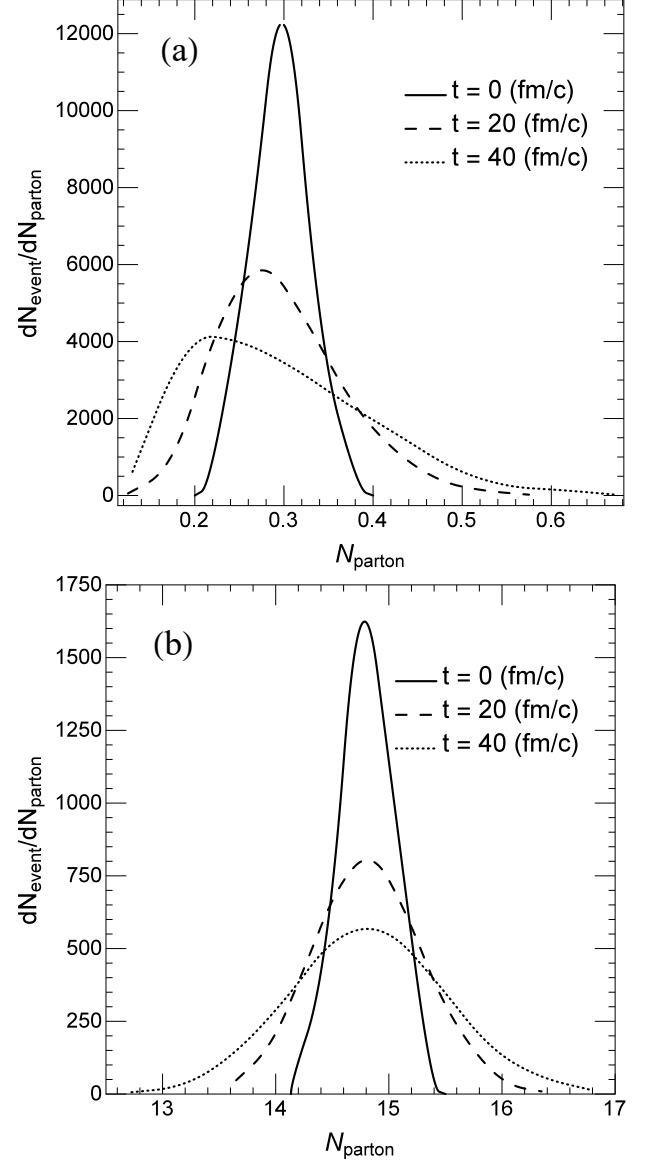 (a)
t = 0 (fm/c)
t = 20 (fm/c)
t = 40 (fm/c)
dN_event/dN_parton
12000
10000
8000
6000
4000
2000
0
0.2 0.3 0.4 0.5 0.6
N_parton
(b)
t = 0 (fm/c)
t = 20 (fm/c)
t = 40 (fm/c)
dN_event/dN_parton
1750
1500
1250
1000
750
500
250
0
13 14 15 16 17
N_parton